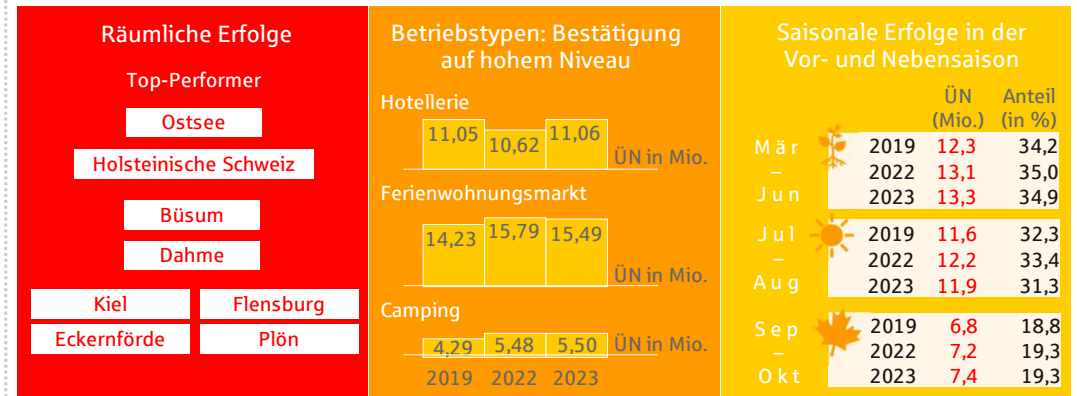 Räumliche Erfolge
Top-Performer
Ostsee
Holsteinische Schweiz
Büsum
Dahme
Kiel Flensburg
Eckernförde Plön
Betriebstypen: Bestätigung
auf hohem Niveau
Hotellerie
11,05 10,62 11,06 ÜN in Mio.
Ferienwohnungsmarkt
14,23 15,79 15,49 ÜN in Mio.
Camping
4,29 5,48 5,50 ÜN in Mio.
2019 2022 2023
Saisonale Erfolge in der
Vor- und Nebensaison
ÜN Anteil
(Mio.) (in %)
Mär 2019 12,3 34,2
– 2022 13,1 35,0
Jun 2023 13,3 34,9
Jul 2019 11,6 32,3
– 2022 12,2 33,4
Aug 2023 11,9 31,3
Sep 2019 6,8 18,8
– 2022 7,2 19,3
Okt 2023 7,4 19,3